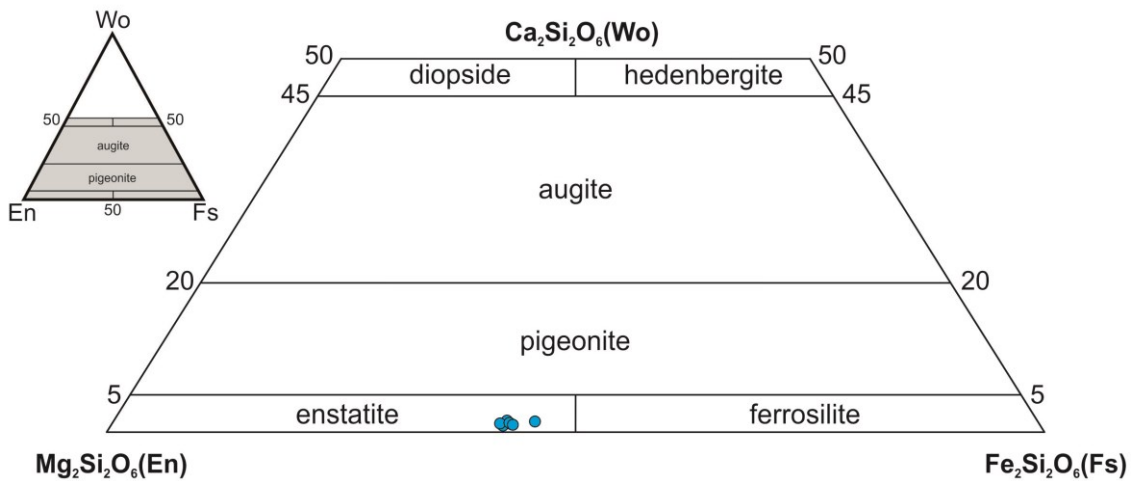 Wo
50 50
augite
pigeonite
En 50 Fs
Ca₂Si₂O₆(Wo)
50 50
diopside hedenbergite
45 45
augite
20 20
pigeonite
5 5
enstatite ferrosilite
Mg₂Si₂O₆(En) Fe₂Si₂O₆(Fs)